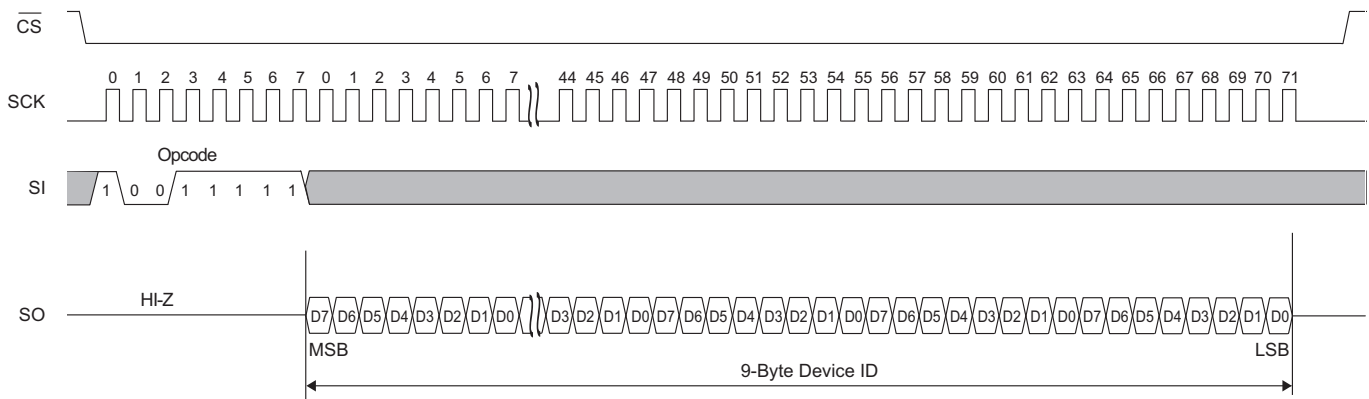 CS
0 1 2 3 4 5 6 7 0 1 2 3 4 5 6 7 44 45 46 47 48 49 50 51 52 53 54 55 56 57 58 59 60 61 62 63 64 65 66 67 68 69 70 71
SCK
Opcode
SI 1 0 0 1 1 1 1 1
HI-Z
SO D7 D6 D5 D4 D3 D2 D1 D0 D3 D2 D1 D0 D7 D6 D5 D4 D3 D2 D1 D0 D7 D6 D5 D4 D3 D2 D1 D0 D7 D6 D5 D4 D3 D2 D1 D0
MSB LSB
9-Byte Device ID